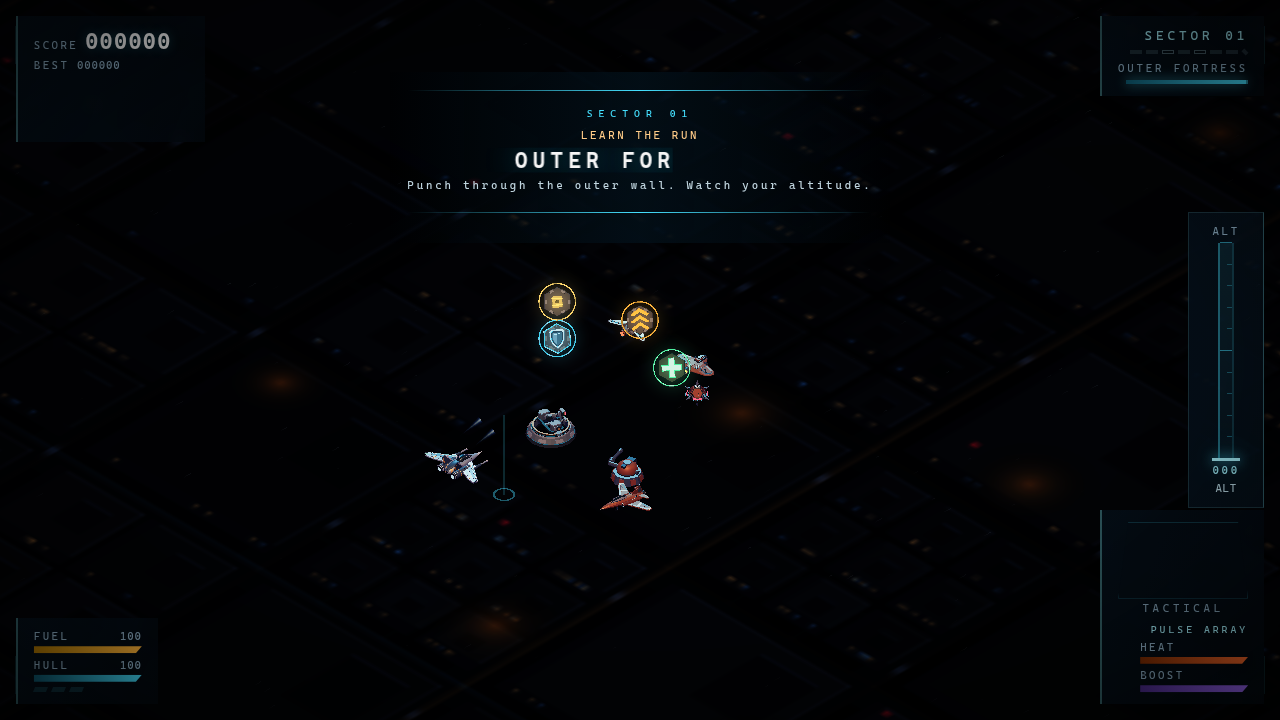 SCORE 000000
BEST 000000
SECTOR 01
OUTER FORTRESS
SECTOR 01
LEARN THE RUN
OUTER FOR
Punch through the outer wall. Watch your altitude.
ALT
000
ALT
FUEL 100
HULL 100
TACTICAL
PULSE ARRAY
HEAT
BOOST